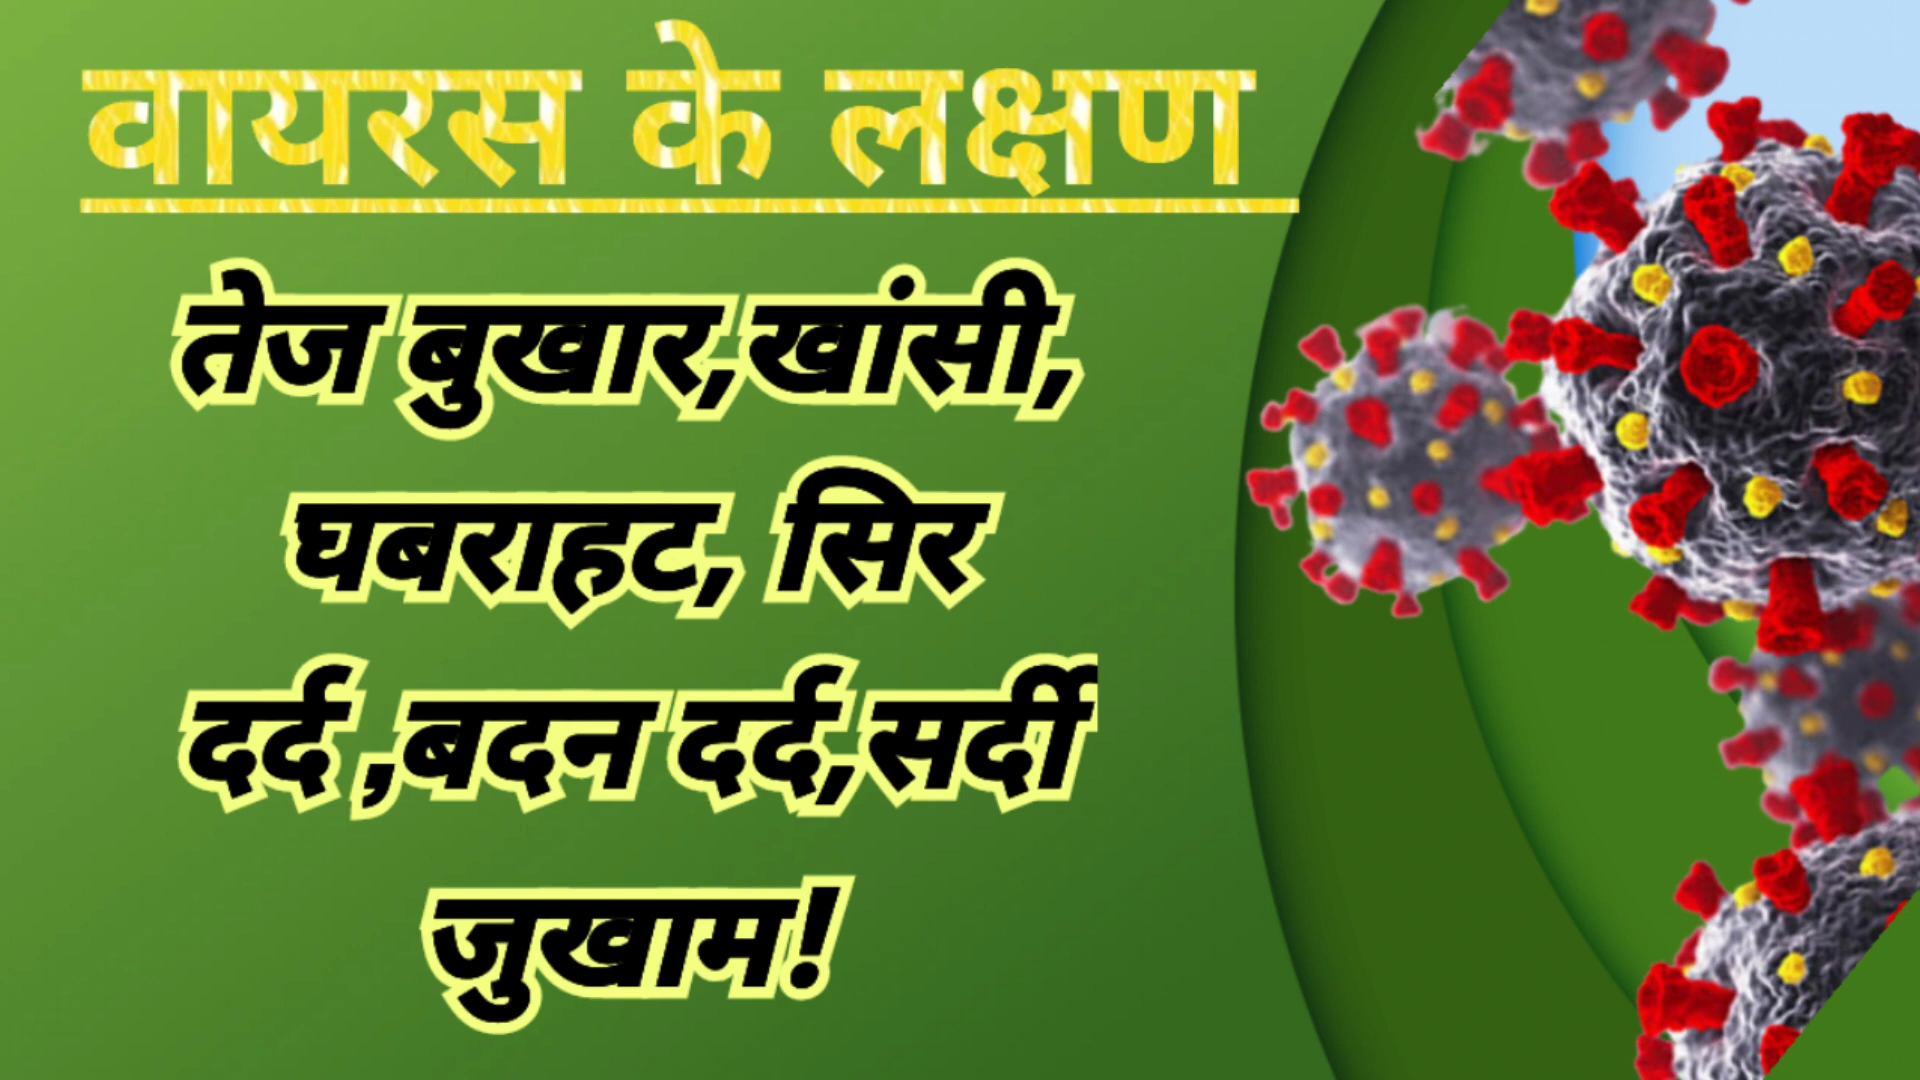 वायरस के लक्षण
तेज बुखार,खांसी,
घबराहट, सिर
दर्द ,बदन दर्द,सर्दी
जुखाम!